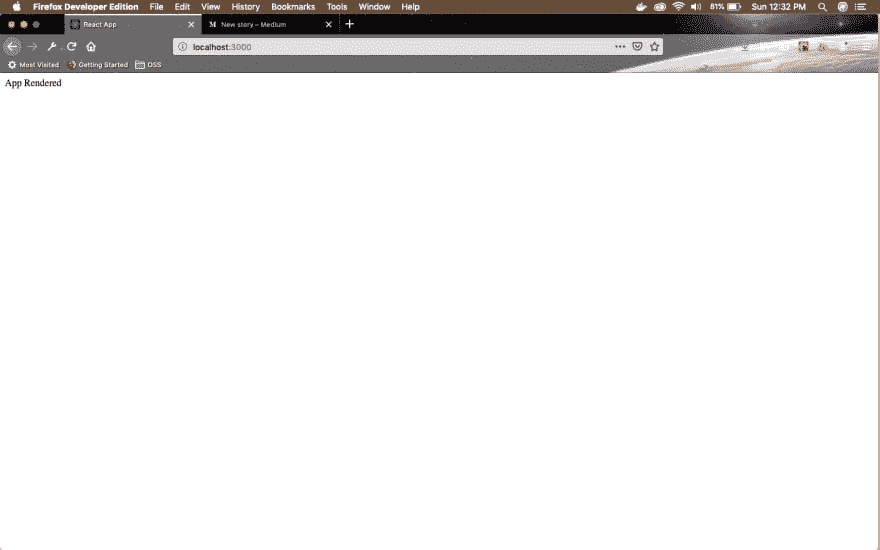 Firefox Developer Edition File Edit View History Bookmarks Tools Window Help 81% Sun 12:32 PM
React App New story – Medium
localhost:3000
Most Visited Getting Started DSS
App Rendered